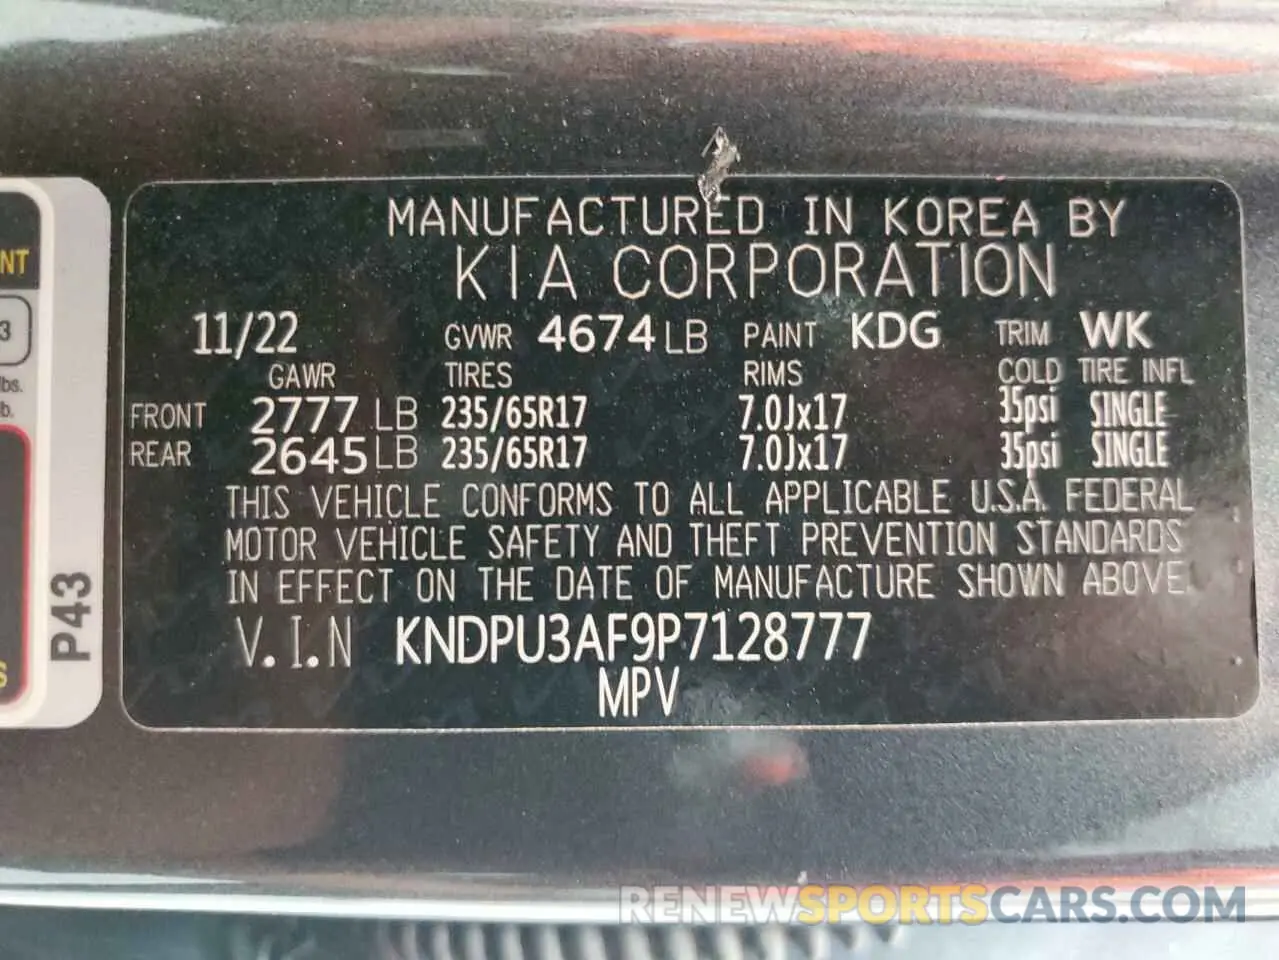 MANUFACTURED IN KOREA BY
KIA CORPORATION
11/22 GVWR 4674 LB PAINT KDG TRIM WK
GAWR TIRES RIMS COLD TIRE INFL
FRONT 2777 LB 235/65R17 7.0Jx17 35psi SINGLE
REAR 2645 LB 235/65R17 7.0Jx17 35psi SINGLE
THIS VEHICLE CONFORMS TO ALL APPLICABLE U.S.A. FEDERAL
MOTOR VEHICLE SAFETY AND THEFT PREVENTION STANDARDS
IN EFFECT ON THE DATE OF MANUFACTURE SHOWN ABOVE.
V.I.N KNDPU3AF9P7128777
MPV
NT
3
lbs.
b.
S
P43
RENEWSPORTSCARS.COM